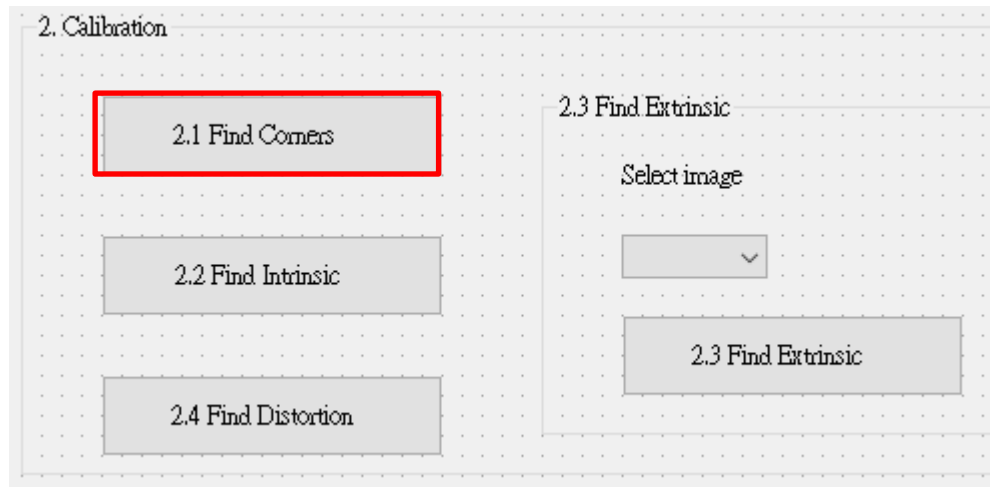 2. Calibration
2.1 Find Corners
2.2 Find Intrinsic
2.4 Find Distortion
2.3 Find Extrinsic
Select image
2.3 Find Extrinsic